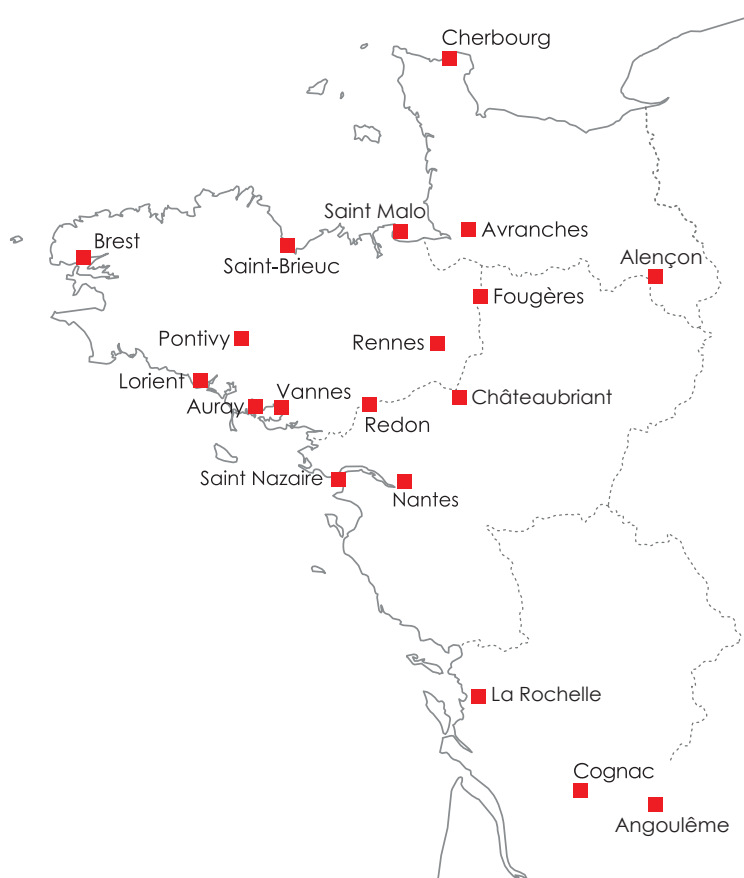 Cherbourg
Saint Malo
Avranches
Brest
Saint-Brieuc
Alençon
Fougères
Pontivy
Rennes
Lorient
Vannes
Auray
Châteaubriant
Redon
Saint Nazaire
Nantes
La Rochelle
Cognac
Angoulême